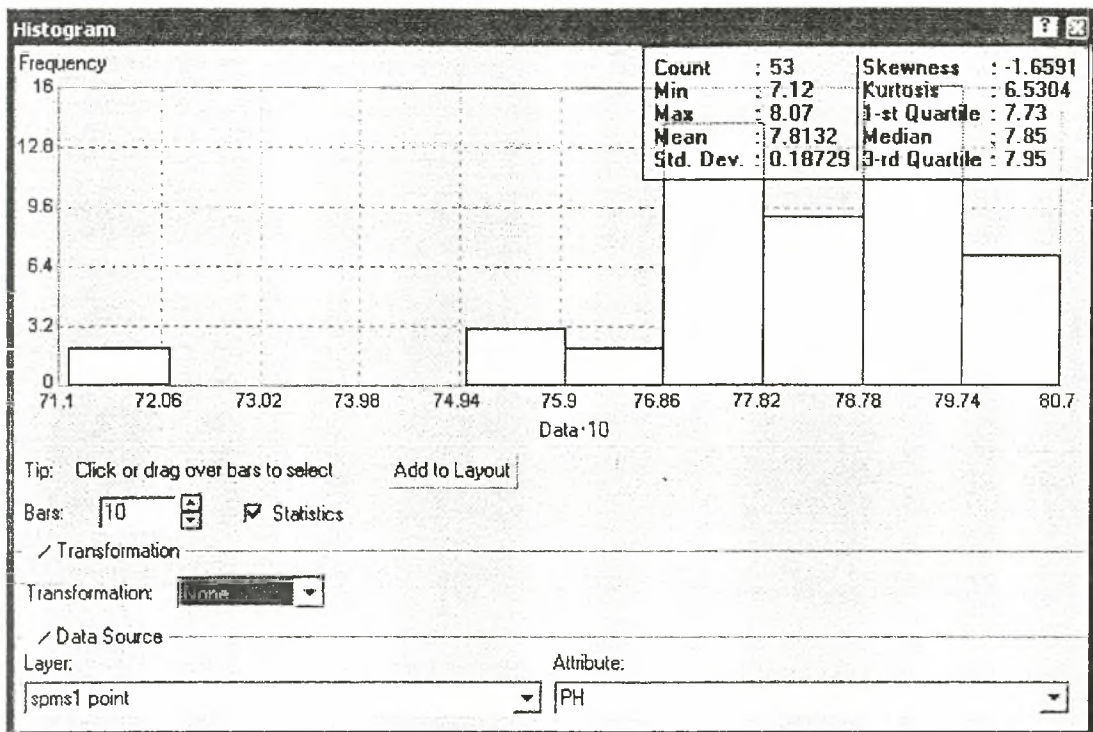 Histogram
Frequency
Count : 53 Skewness : -1.6591
Min : 7.12 Kurtosis : 6.5304
Max : 8.07 1-st Quartile : 7.73
Mean : 7.8132 Median : 7.85
Std. Dev. : 0.18729 3-rd Quartile : 7.95
16
12.8
9.6
6.4
3.2
0
71.1 72.06 73.02 73.98 74.94 75.9 76.86 77.82 78.78 79.74 80.7
Data·10
Tip: Click or drag over bars to select Add to Layout
Bars: 10 Statistics
Transformation
Transformation: None
Data Source
Layer: Attribute:
spms1 point PH